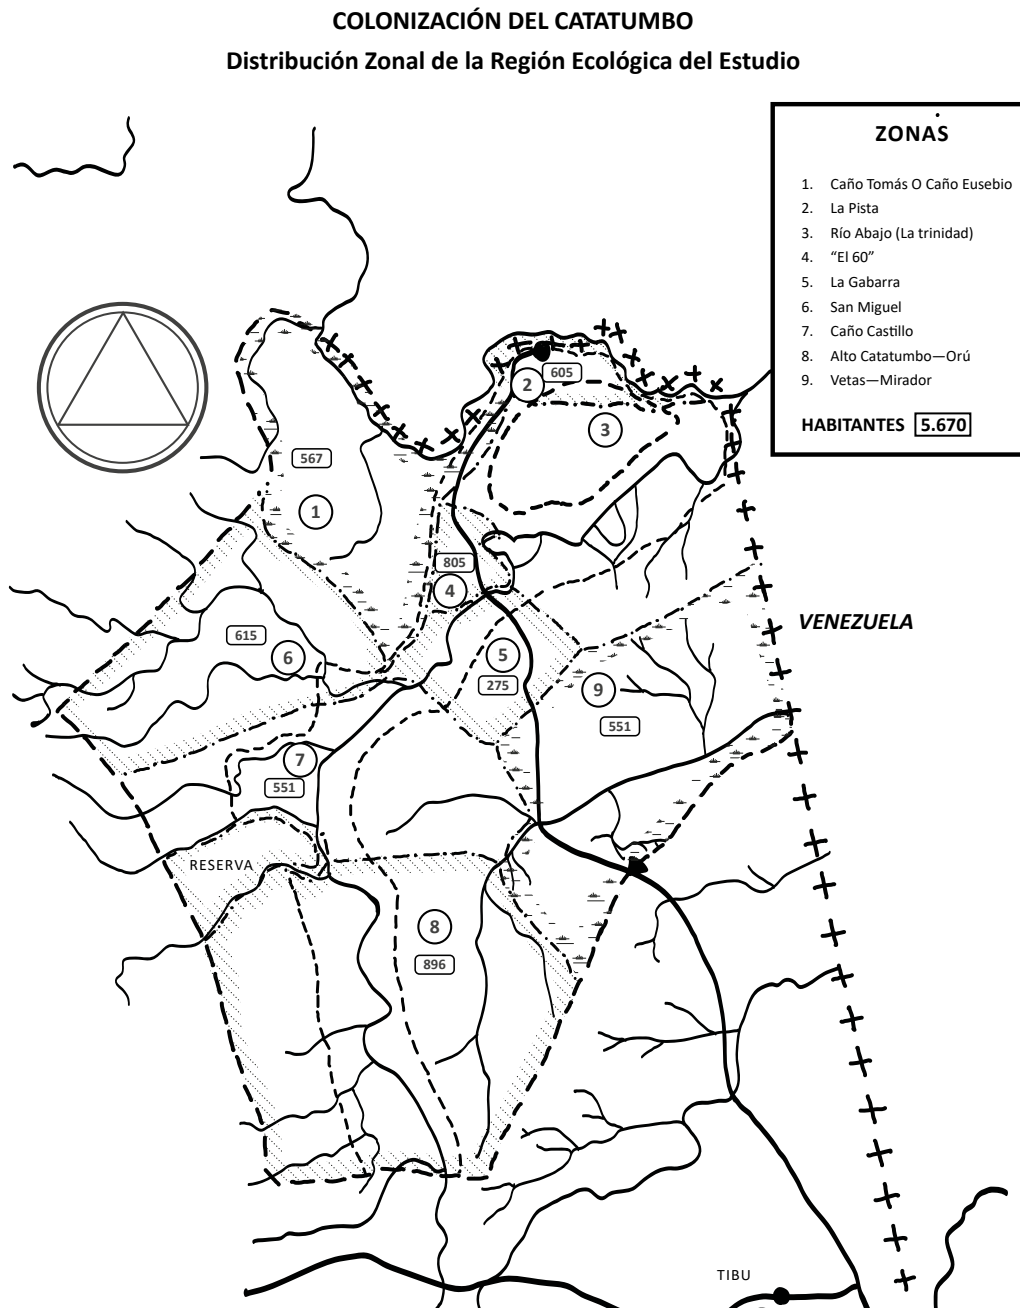 COLONIZACIÓN DEL CATATUMBO
Distribución Zonal de la Región Ecológica del Estudio
ZONAS
1. Caño Tomás O Caño Eusebio
2. La Pista
3. Río Abajo (La trinidad)
4. “El 60”
5. La Gabarra
6. San Miguel
7. Caño Castillo
8. Alto Catatumbo—Orú
9. Vetas—Mirador
HABITANTES 5.670
605
2
3
567
1
805
4
VENEZUELA
615
6
5
275
9
551
7
551
RESERVA
8
896
TIBU